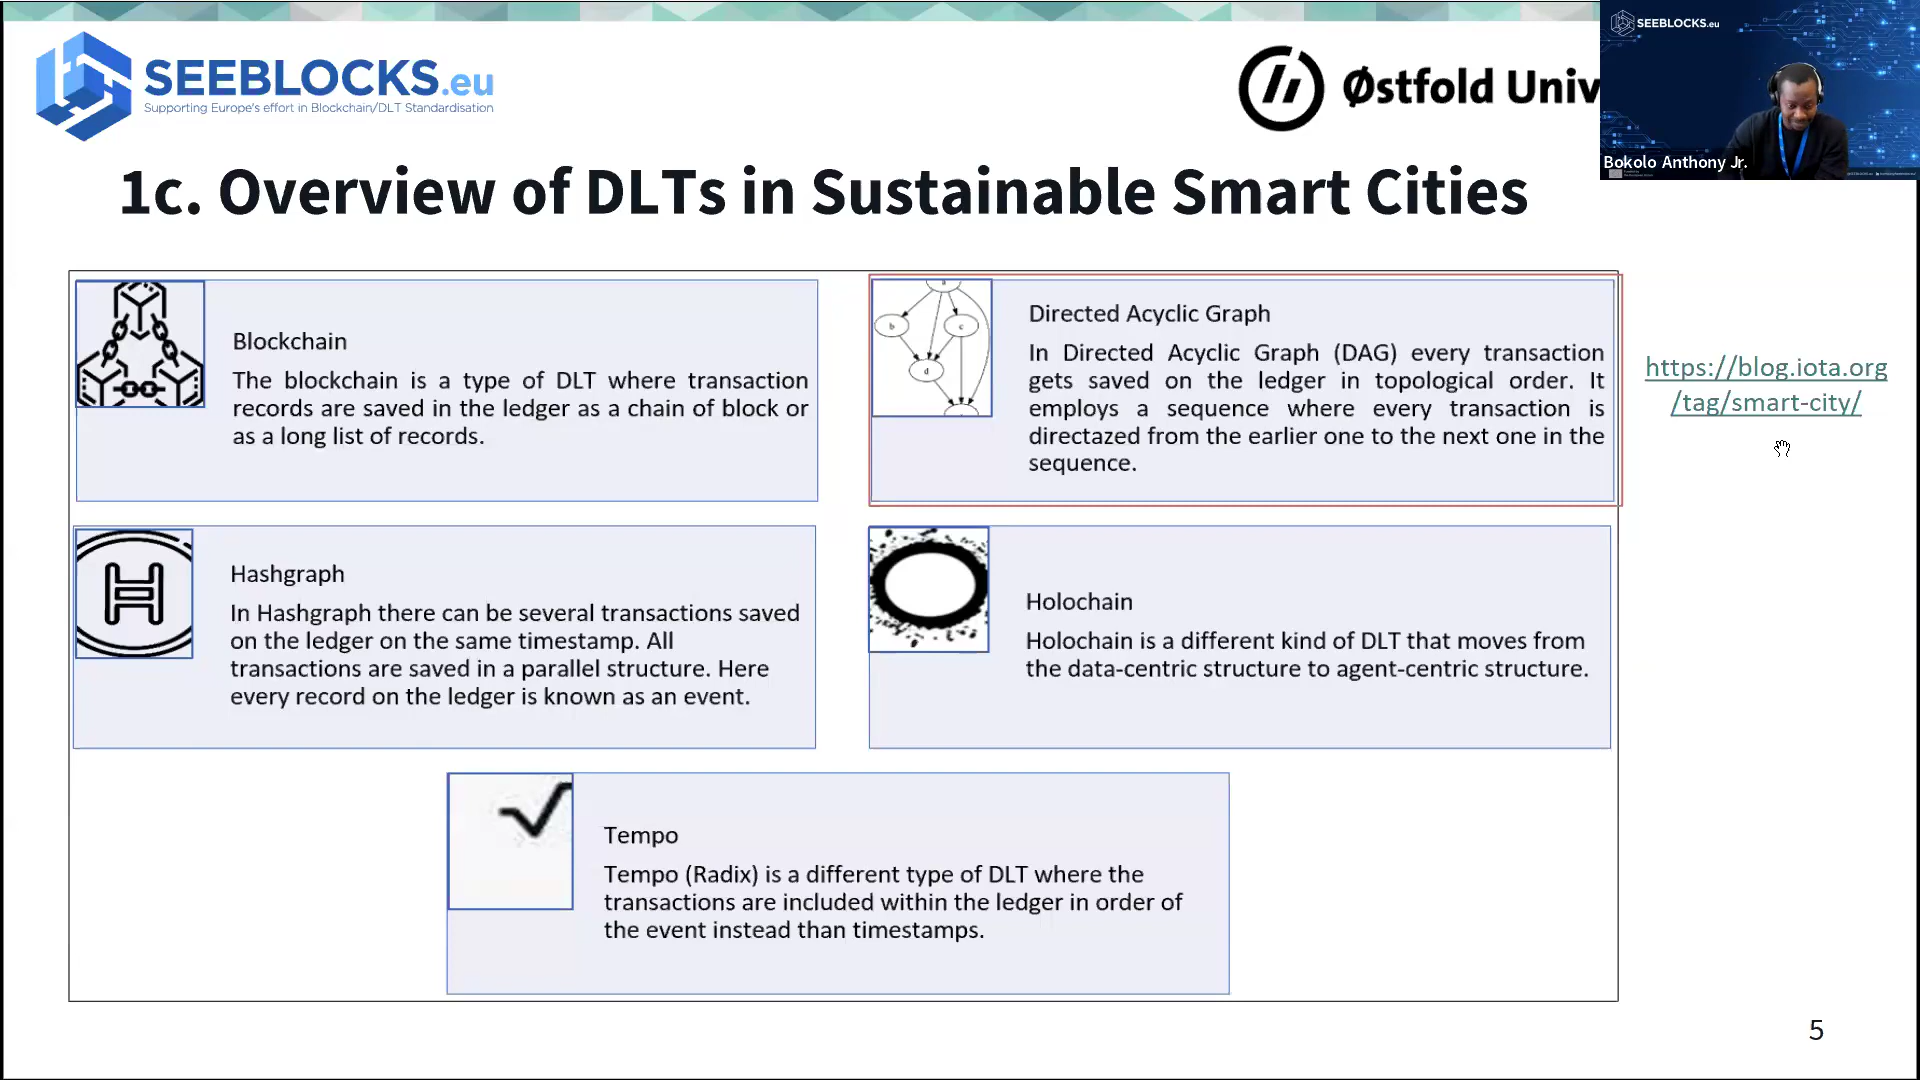 SEEBLOCKS.eu
Supporting Europe's effort in Blockchain/DLT Standardisation
Østfold Univ
SEEBLOCKS.eu
Bokolo Anthony Jr.
1c. Overview of DLTs in Sustainable Smart Cities
Blockchain
The blockchain is a type of DLT where transaction
records are saved in the ledger as a chain of block or
as a long list of records.
a
b
c
d
Directed Acyclic Graph
In Directed Acyclic Graph (DAG) every transaction
gets saved on the ledger in topological order. It
employs a sequence where every transaction is
directazed from the earlier one to the next one in the
sequence.
https://blog.iota.org
/tag/smart-city/
Hashgraph
In Hashgraph there can be several transactions saved
on the ledger on the same timestamp. All
transactions are saved in a parallel structure. Here
every record on the ledger is known as an event.
Holochain
Holochain is a different kind of DLT that moves from
the data-centric structure to agent-centric structure.
Tempo
Tempo (Radix) is a different type of DLT where the
transactions are included within the ledger in order of
the event instead than timestamps.
5